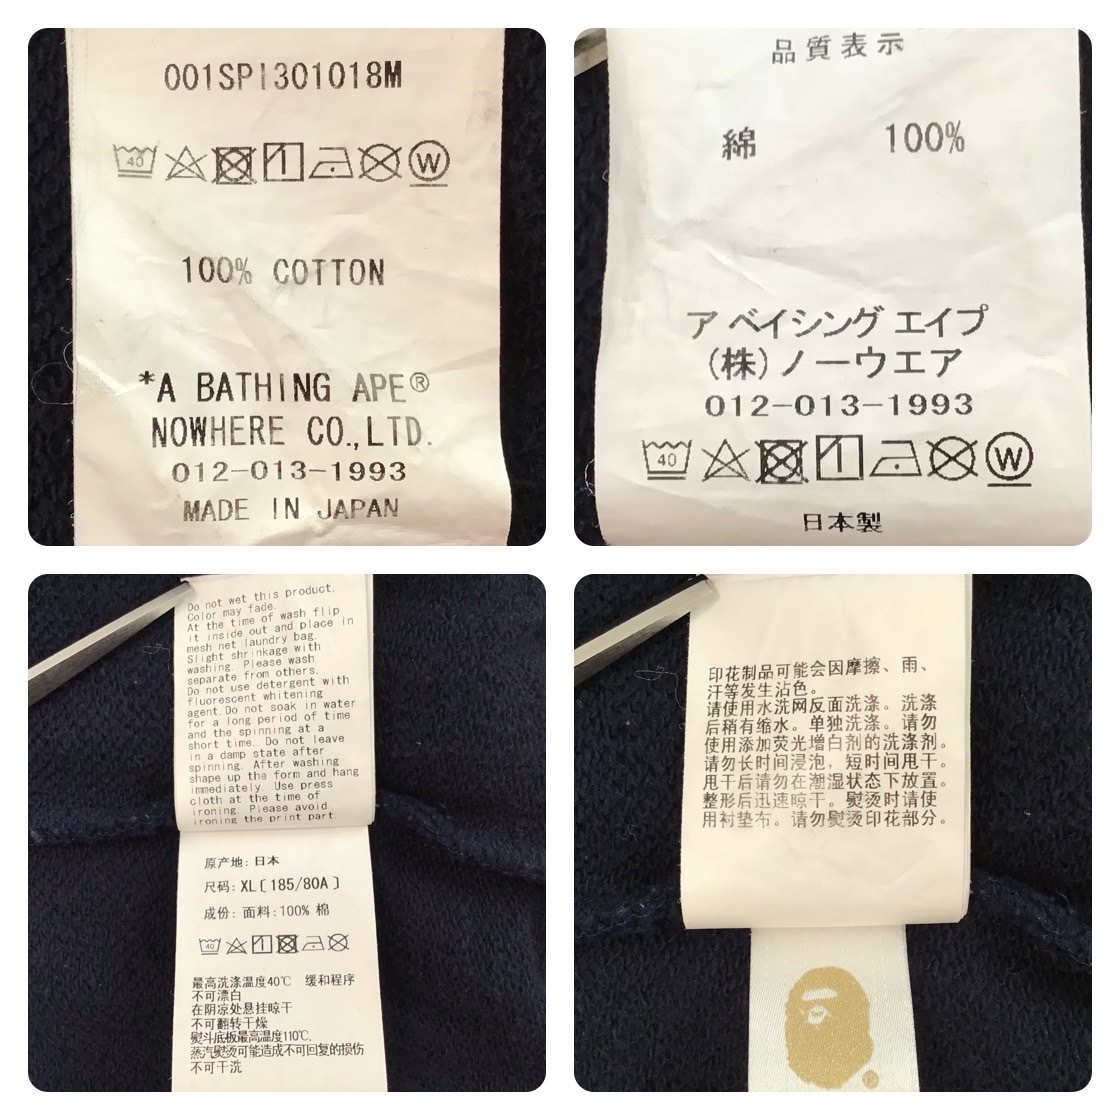 001SPI301018M
40
W
100% COTTON
*A BATHING APE®
NOWHERE CO.,LTD.
012-013-1993
MADE IN JAPAN
品質表示
綿 100%
ア ベイシング エイプ
(株)ノーウエア
012-013-1993
40
W
日本製
Do not wet this product.
Color may fade.
At the time of wash flip
it inside out and place in
mesh net laundry bag.
Slight shrinkage with
washing. Please wash
separate from others.
Do not use detergent with
fluorescent whitening
agent.Do not soak in water
for a long period of time
and the spinning at a
short time. Do not leave
in a damp state after
spinning. After washing
shape up the form and hang
immediately. Use press
cloth at the time of
ironing. Please avoid
ironing the print part.
原产地: 日本
尺码: XL〔185/80A〕
成份: 面料:100% 棉
40
最高洗涤温度40℃ 缓和程序
不可漂白
在阴凉处悬挂晾干
不可翻转干燥
熨斗底板最高温度110℃,
蒸汽熨烫可能造成不可回复的损伤
不可干洗
印花制品可能会因摩擦、雨、
汗等发生沾色。
请使用水洗网反面洗涤。洗涤
后稍有缩水。单独洗涤。请勿
使用添加荧光增白剂的洗涤剂。
请勿长时间浸泡,短时间甩干。
甩干后请勿在潮湿状态下放置。
整形后迅速晾干。熨烫时请使
用衬垫布。请勿熨烫印花部分。
®